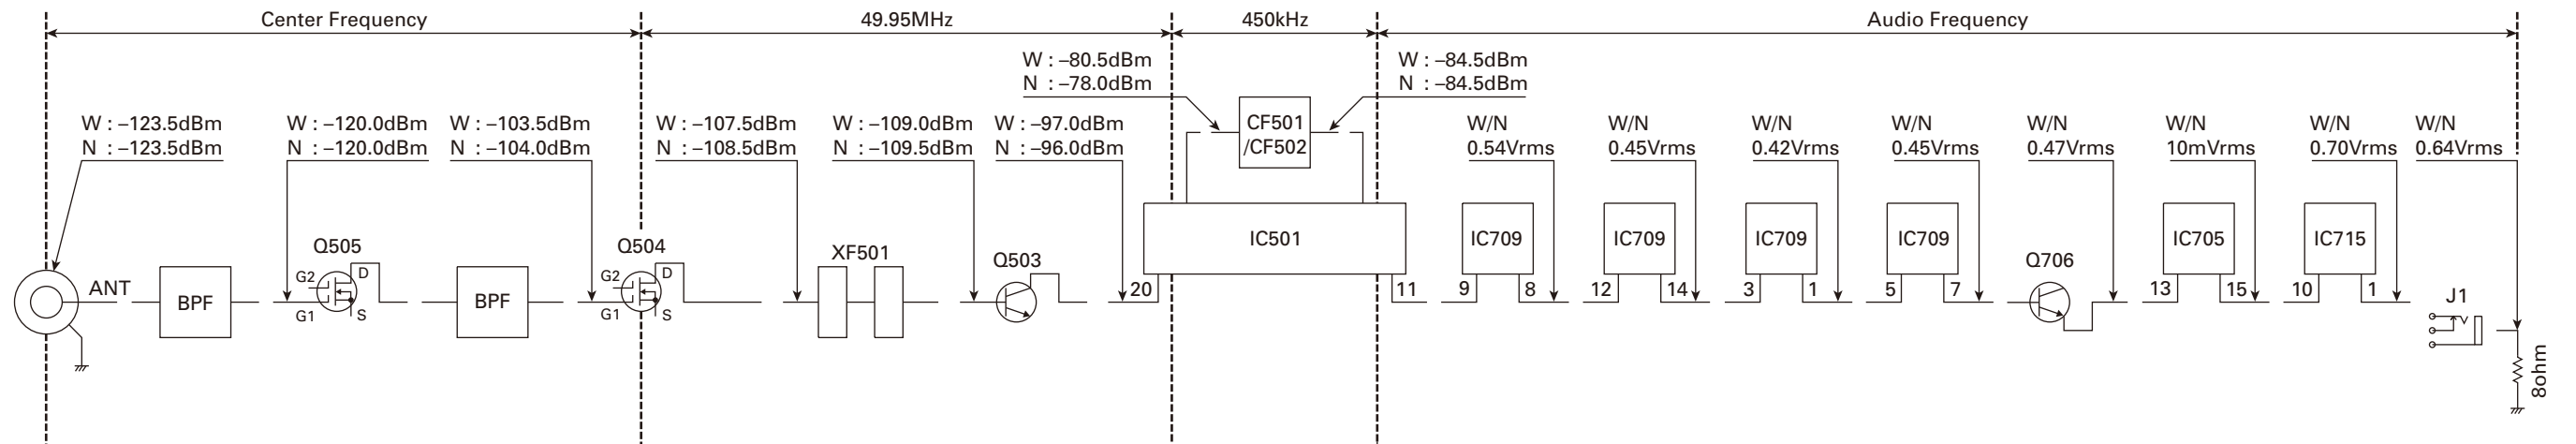 Center Frequency
49.95MHz
450kHz
Audio Frequency
W : –80.5dBm
N : –78.0dBm
W : –84.5dBm
N : –84.5dBm
W : –123.5dBm
N : –123.5dBm
W : –120.0dBm
N : –120.0dBm
W : –103.5dBm
N : –104.0dBm
W : –107.5dBm
N : –108.5dBm
W : –109.0dBm
N : –109.5dBm
W : –97.0dBm
N : –96.0dBm
CF501
/CF502
W/N
0.54Vrms
W/N
0.45Vrms
W/N
0.42Vrms
W/N
0.45Vrms
W/N
0.47Vrms
W/N
10mVrms
W/N
0.70Vrms
W/N
0.64Vrms
ANT
BPF
Q505
G2
D
G1
S
BPF
Q504
G2
D
G1
S
XF501
Q503
20
IC501
11
IC709
9
8
IC709
12
14
IC709
3
1
IC709
5
7
Q706
IC705
13
15
IC715
10
1
J1
8ohm